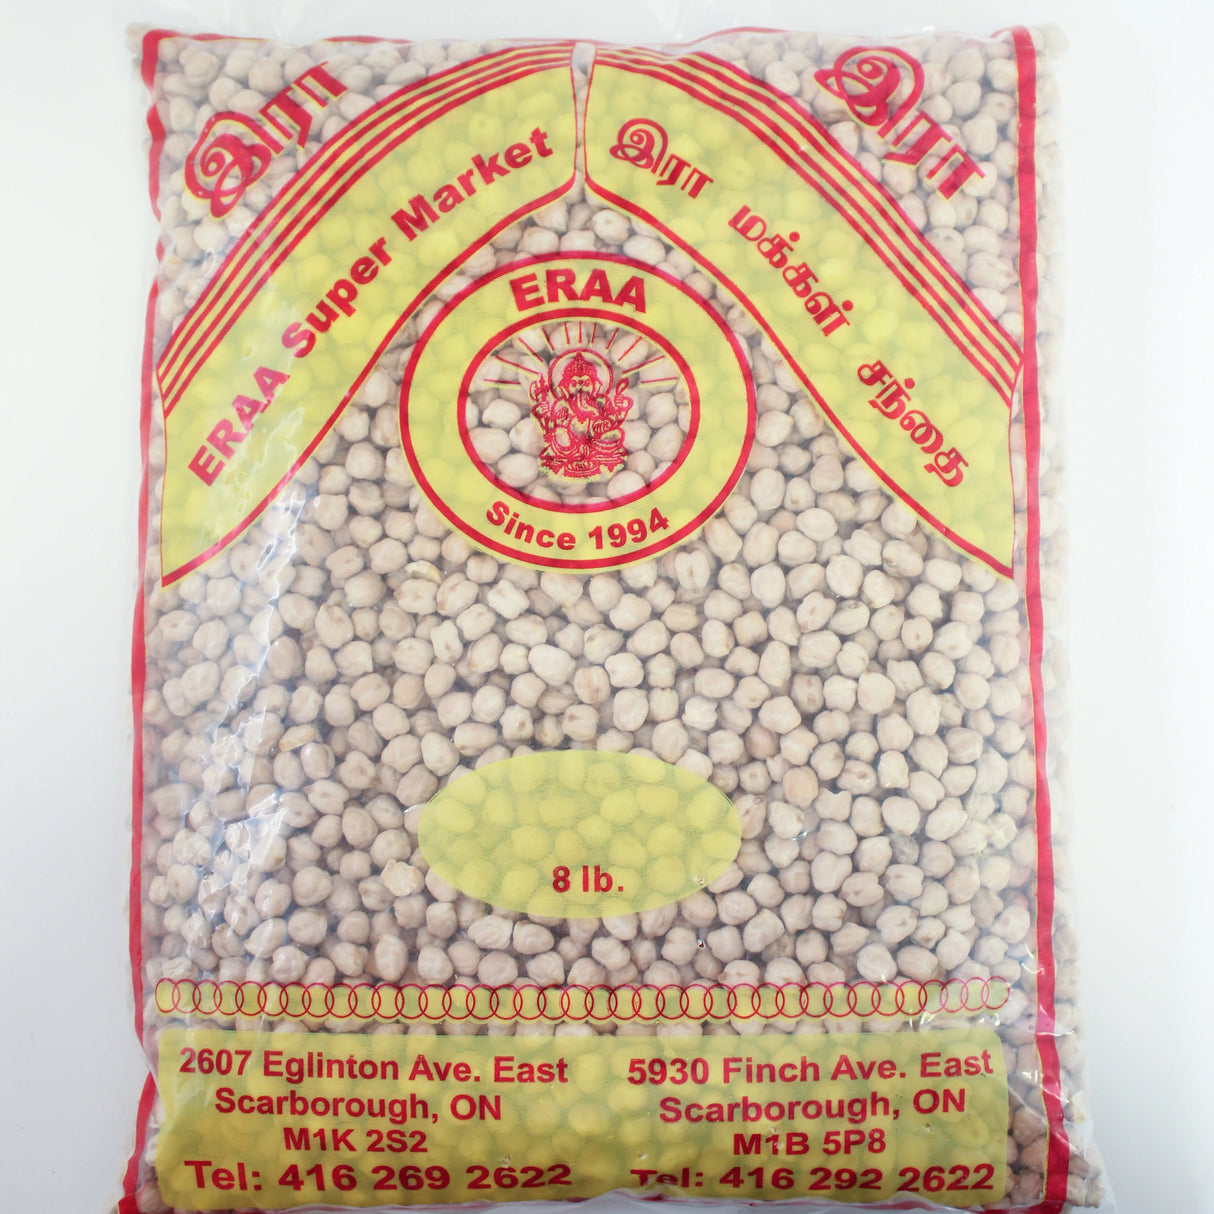 இரா
இரா
ERAA Super Market
இரா மக்கள் சந்தை
ERAA
Since 1994
8 lb.
2607 Eglinton Ave. East
Scarborough, ON
M1K 2S2
Tel: 416 269 2622
5930 Finch Ave. East
Scarborough, ON
M1B 5P8
Tel: 416 292 2622